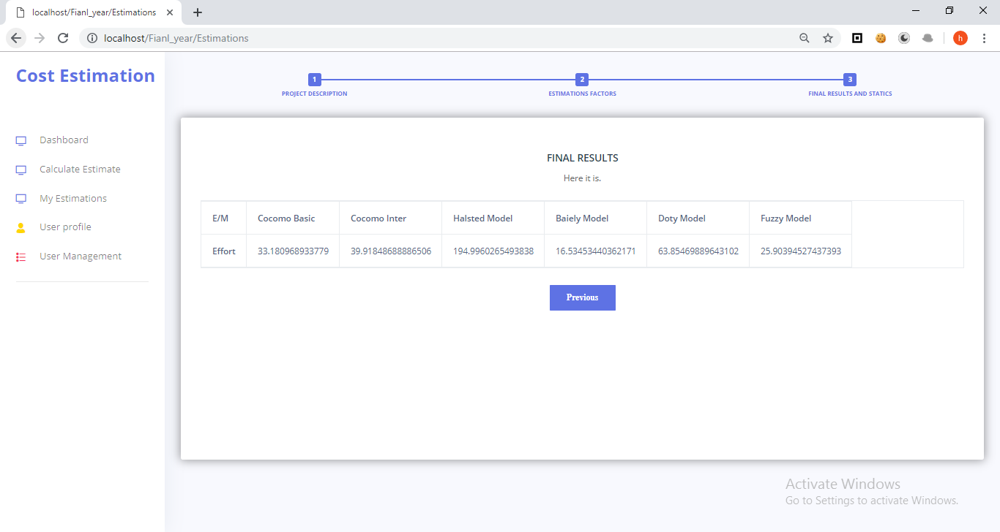 localhost/Fianl_year/Estimations
localhost/Fianl_year/Estimations
h
Cost Estimation
Dashboard
Calculate Estimate
My Estimations
User profile
User Management
1
2
3
PROJECT DESCRIPTION
ESTIMATIONS FACTORS
FINAL RESULTS AND STATICS
FINAL RESULTS
Here it is.
E/M Cocomo Basic Cocomo Inter Halsted Model Baiely Model Doty Model Fuzzy Model
Effort 33.180968933779 39.91848688886506 194.9960265493838 16.53453440362171 63.85469889643102 25.90394527437393
Previous
Activate Windows
Go to Settings to activate Windows.